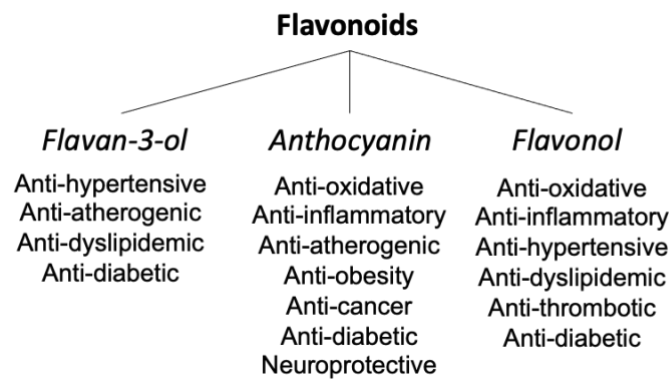 Flavonoids
Flavan-3-ol
Anti-hypertensive
Anti-atherogenic
Anti-dyslipidemic
Anti-diabetic
Anthocyanin
Anti-oxidative
Anti-inflammatory
Anti-atherogenic
Anti-obesity
Anti-cancer
Anti-diabetic
Neuroprotective
Flavonol
Anti-oxidative
Anti-inflammatory
Anti-hypertensive
Anti-dyslipidemic
Anti-thrombotic
Anti-diabetic